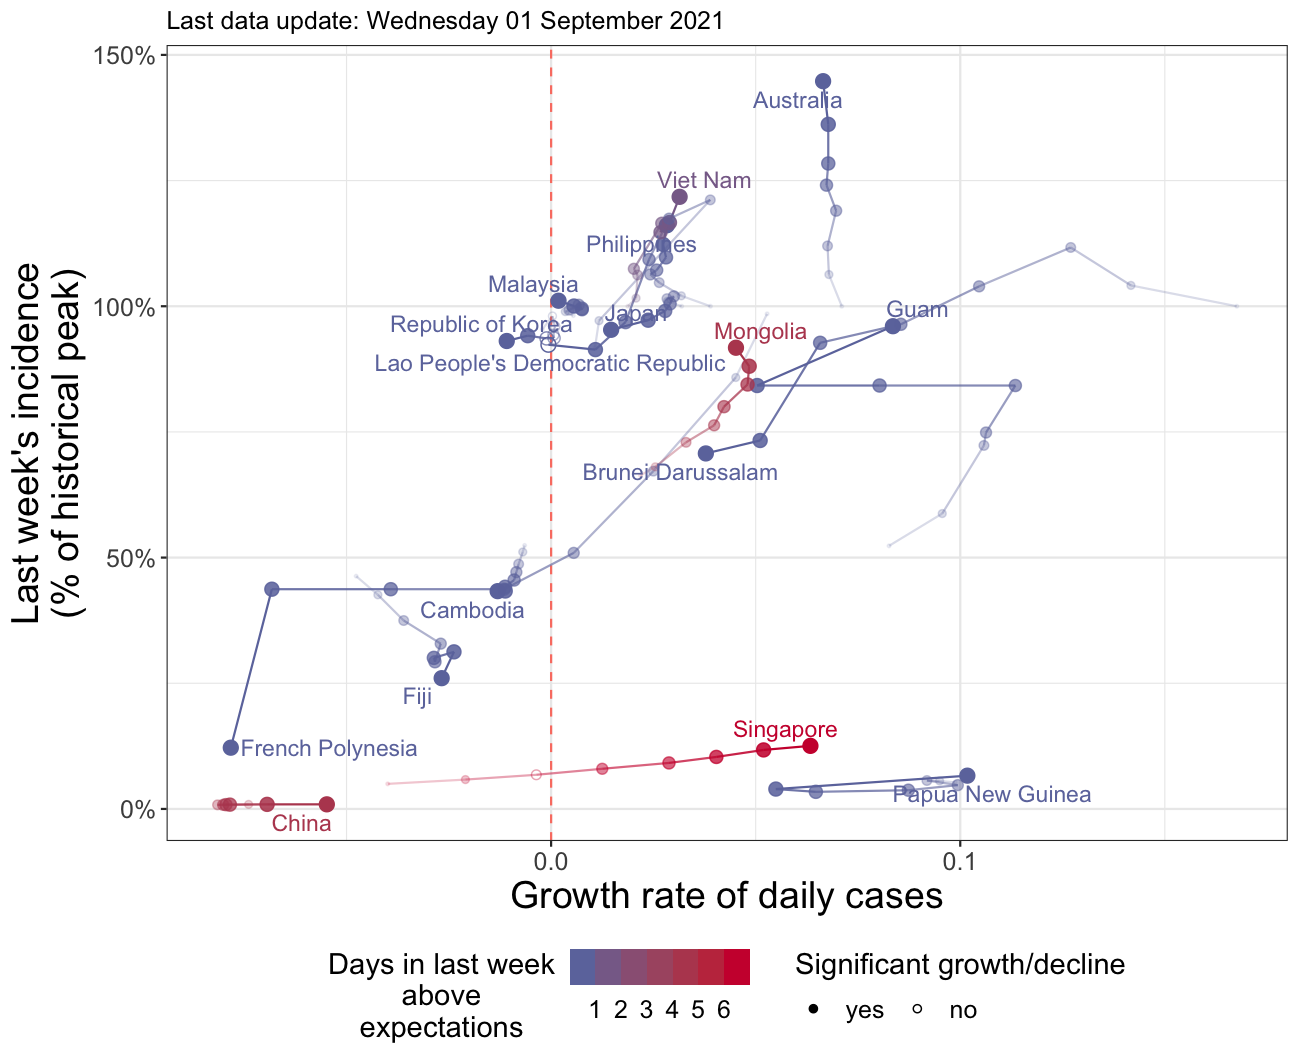 Last data update: Wednesday 01 September 2021
150%
Australia
Viet Nam
Philippines
Malaysia
100%
Japan
Guam
Republic of Korea
Mongolia
Lao People's Democratic Republic
Brunei Darussalam
50%
Cambodia
Fiji
French Polynesia
Singapore
Papua New Guinea
0%
China
Last week's incidence
(% of historical peak)
0.0
0.1
Growth rate of daily cases
Days in last week
above
expectations
1 2 3 4 5 6
Significant growth/decline
yes
no